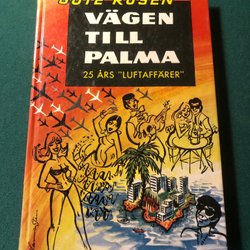 GÖTE ROSÉN
VÄGEN
TILL
PALMA
25 ÅRS "LUFTAFFÄRER"